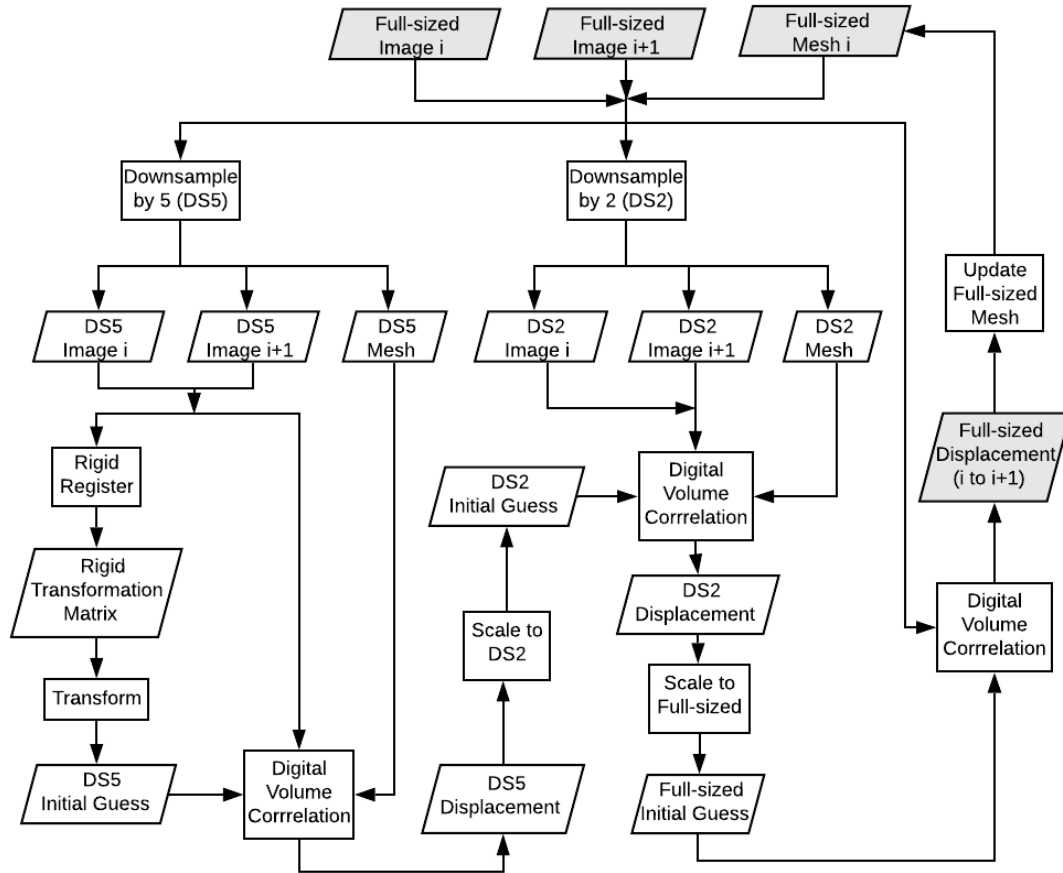 Full-sized
Image i
Full-sized
Image i+1
Full-sized
Mesh i
Downsample
by 5 (DS5)
Downsample
by 2 (DS2)
Update
Full-sized
Mesh
DS5
Image i
DS5
Image i+1
DS5
Mesh
DS2
Image i
DS2
Image i+1
DS2
Mesh
Full-sized
Displacement
(i to i+1)
Rigid
Register
DS2
Initial Guess
Digital
Volume
Corrrelation
Rigid
Transformation
Matrix
DS2
Displacement
Scale to
DS2
Digital
Volume
Corrrelation
Transform
Scale to
Full-sized
DS5
Initial Guess
Digital
Volume
Corrrelation
DS5
Displacement
Full-sized
Initial Guess